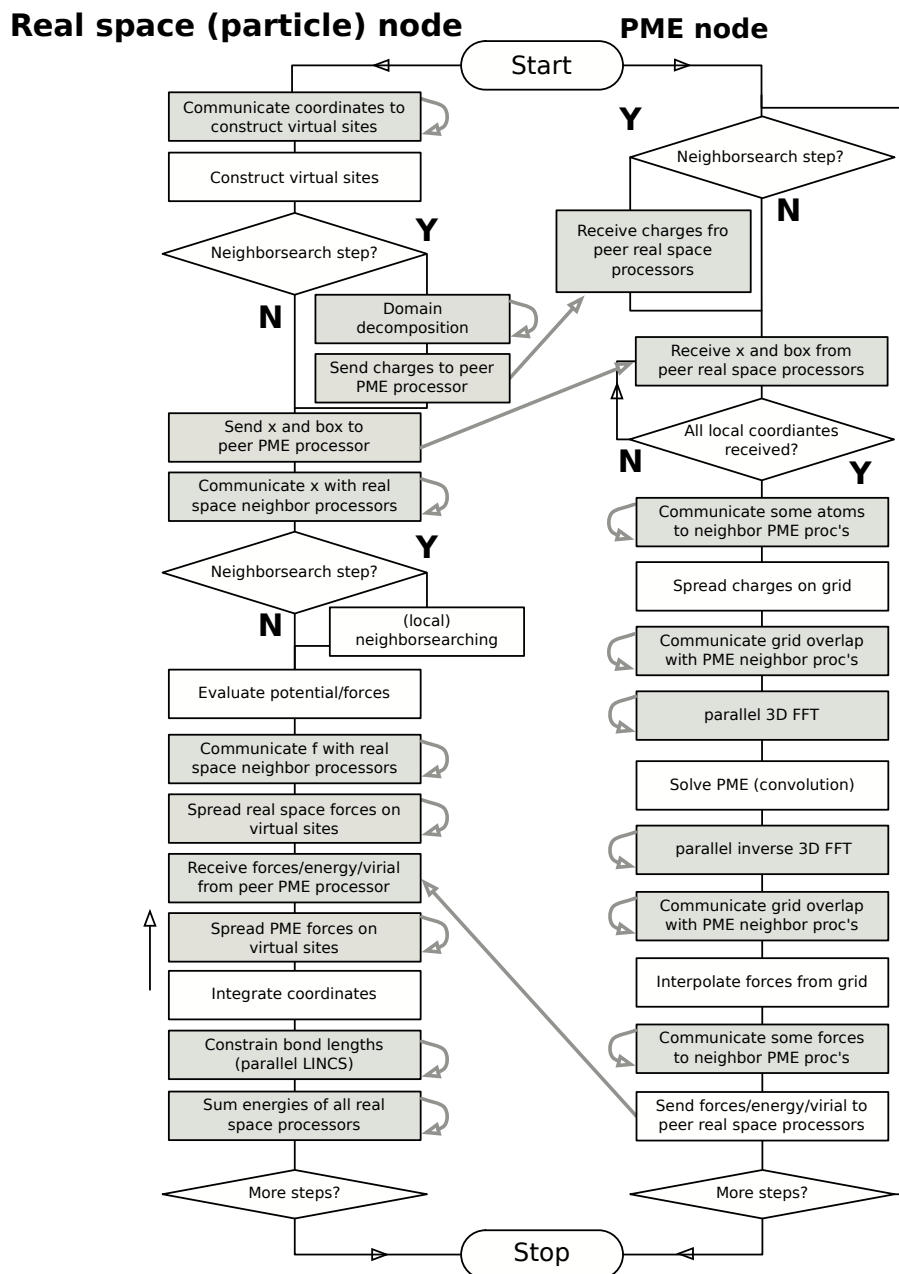 Real space (particle) node
PME node
Start
Communicate coordinates to
construct virtual sites
Construct virtual sites
Neighborsearch step?
Y
N
Domain
decomposition
Send charges to peer
PME processor
Send x and box to
peer PME processor
Communicate x with real
space neighbor processors
Neighborsearch step?
Y
N
(local)
neighborsearching
Evaluate potential/forces
Communicate f with real
space neighbor processors
Spread real space forces on
virtual sites
Receive forces/energy/virial
from peer PME processor
Spread PME forces on
virtual sites
Integrate coordinates
Constrain bond lengths
(parallel LINCS)
Sum energies of all real
space processors
More steps?
Y
Neighborsearch step?
N
Receive charges fro
peer real space
processors
Receive x and box from
peer real space processors
All local coordiantes
received?
N
Y
Communicate some atoms
to neighbor PME proc's
Spread charges on grid
Communicate grid overlap
with PME neighbor proc's
parallel 3D FFT
Solve PME (convolution)
parallel inverse 3D FFT
Communicate grid overlap
with PME neighbor proc's
Interpolate forces from grid
Communicate some forces
to neighbor PME proc's
Send forces/energy/virial to
peer real space processors
More steps?
Stop